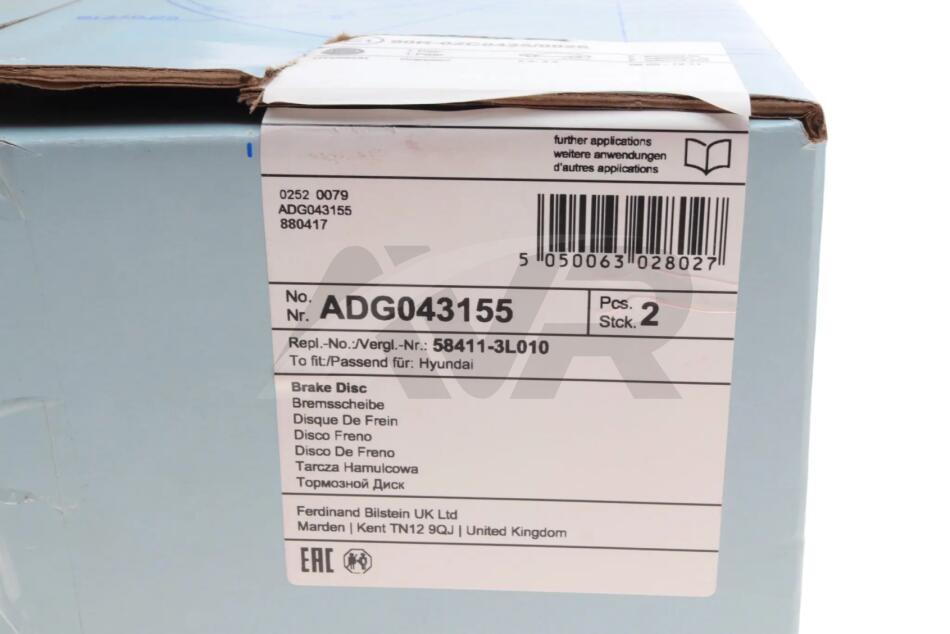 further applications
weitere anwendungen
d'autres applications
0252 0079
ADG043155
880417
5 050063 028027
No.
Nr. ADG043155
Pcs.
Stck. 2
Repl.-No.:/Vergl.-Nr.: 58411-3L010
To fit:/Passend für: Hyundai
Brake Disc
Bremsscheibe
Disque De Frein
Disco Freno
Disco De Freno
Tarcza Hamulcowa
Тормозной Диск
Ferdinand Bilstein UK Ltd
Marden | Kent TN12 9QJ | United Kingdom
EAC
AVR